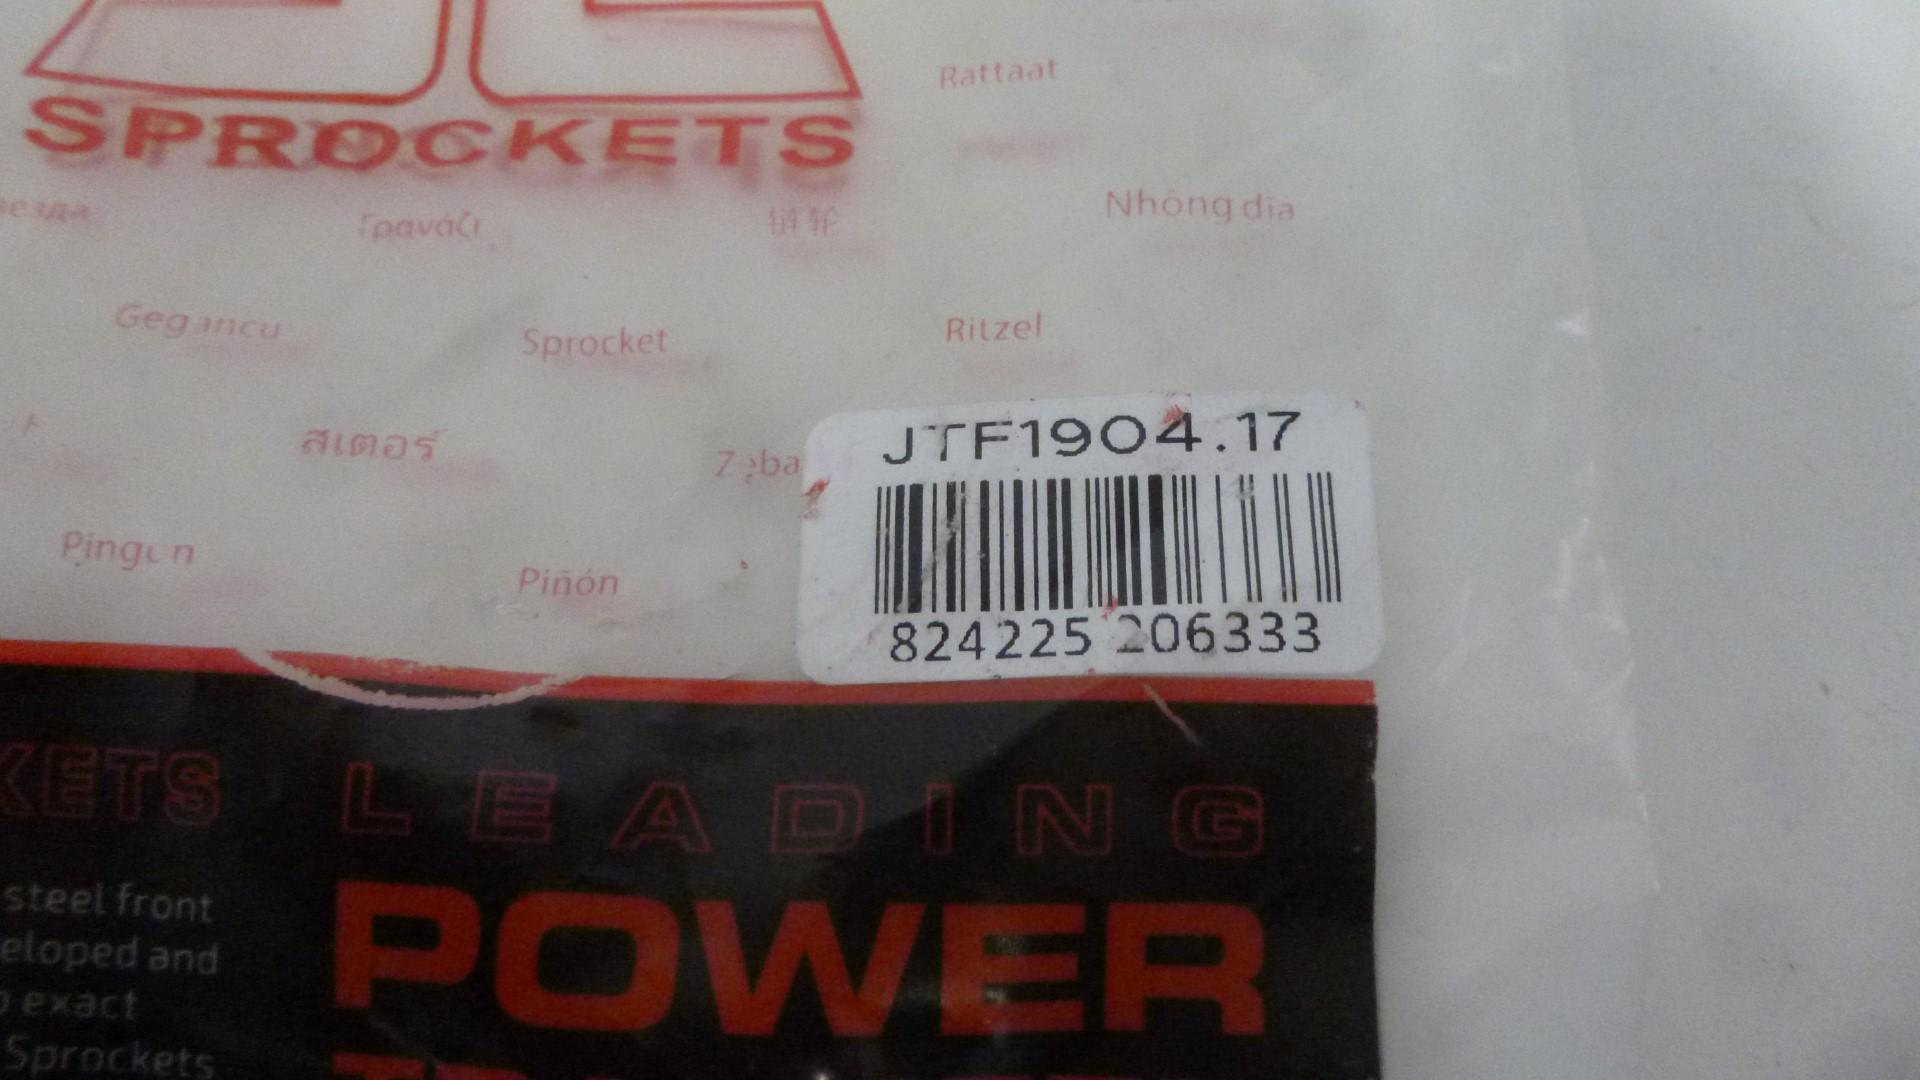 SPROCKETS
Rattaat
Γρανάζι
链轮
Nhông dĩa
Sprocket
Ritzel
JTF1904.17
สเตอร์
824225 206333
Piñón
KETS LEADING
steel front
eloped and
exact
Sprockets
POWER